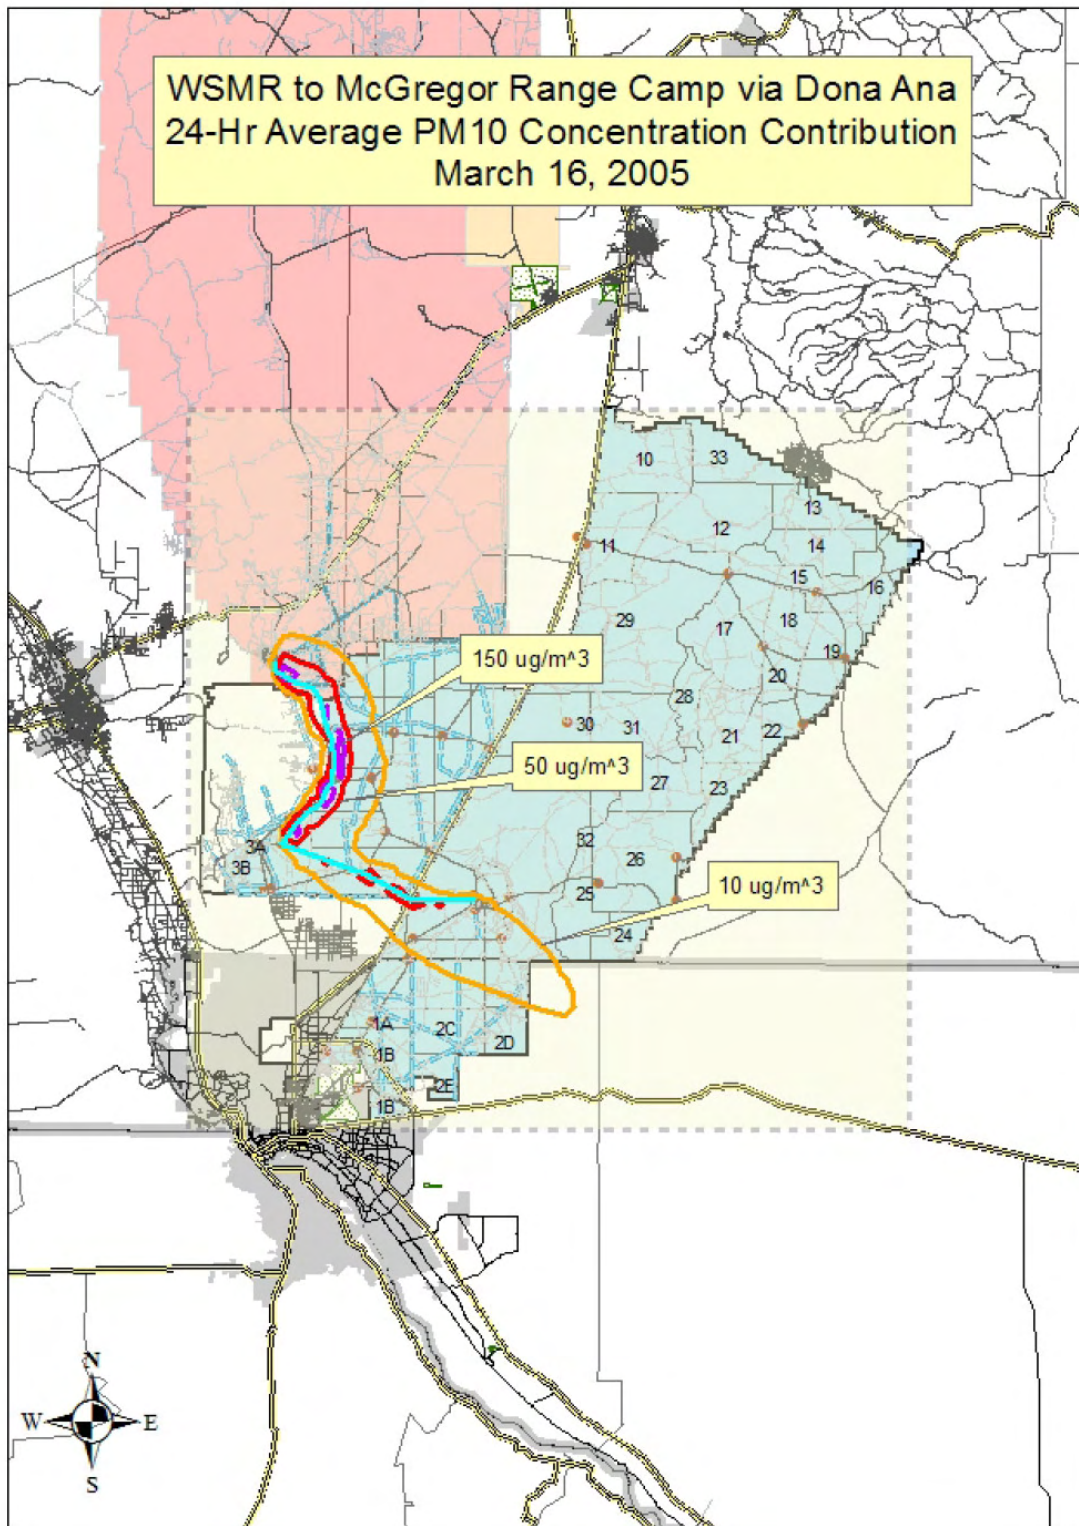 WSMR to McGregor Range Camp via Dona Ana
24-Hr Average PM10 Concentration Contribution
March 16, 2005
10
33
13
12
11
14
15
16
29
17
18
19
150 ug/m^3
20
28
30
31
21
22
50 ug/m^3
27
23
3A
32
3B
26
10 ug/m^3
25
24
1A
2C
2D
1B
2E
1B
N
W
E
S